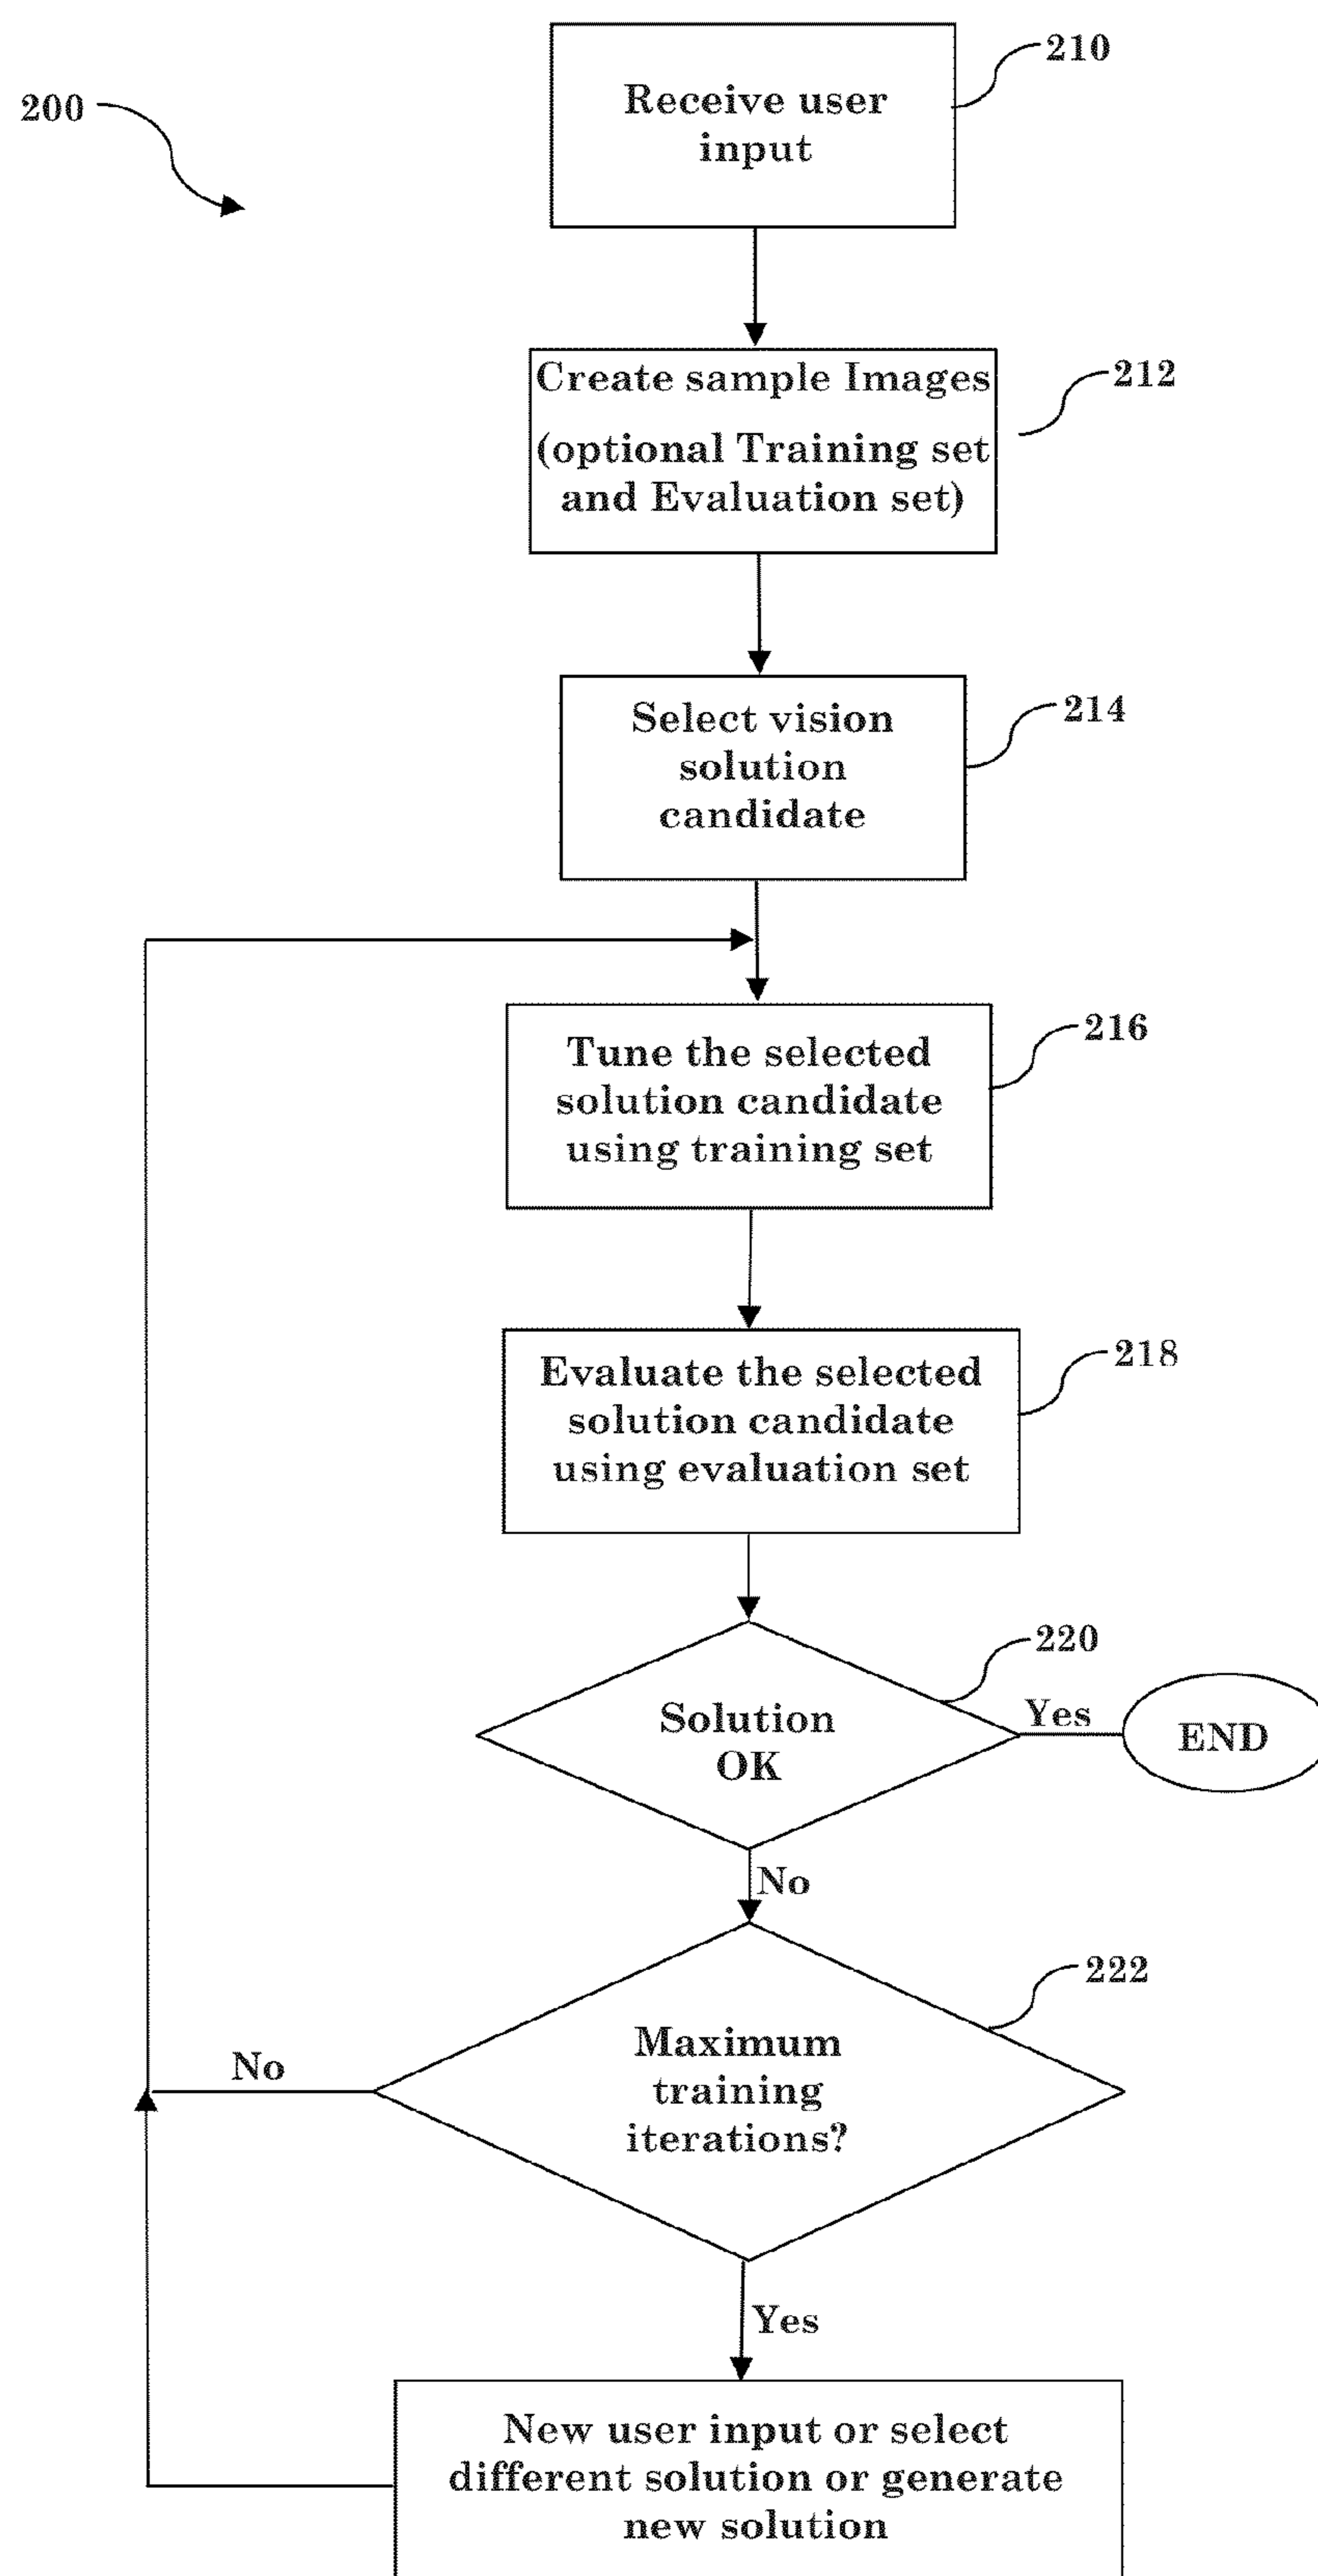 200
210
Receive user
input
212
Create sample Images
(optional Training set
and Evaluation set)
214
Select vision
solution
candidate
216
Tune the selected
solution candidate
using training set
218
Evaluate the selected
solution candidate
using evaluation set
220
Solution
OK
Yes
END
No
222
Maximum
training
iterations?
No
Yes
New user input or select
different solution or generate
new solution